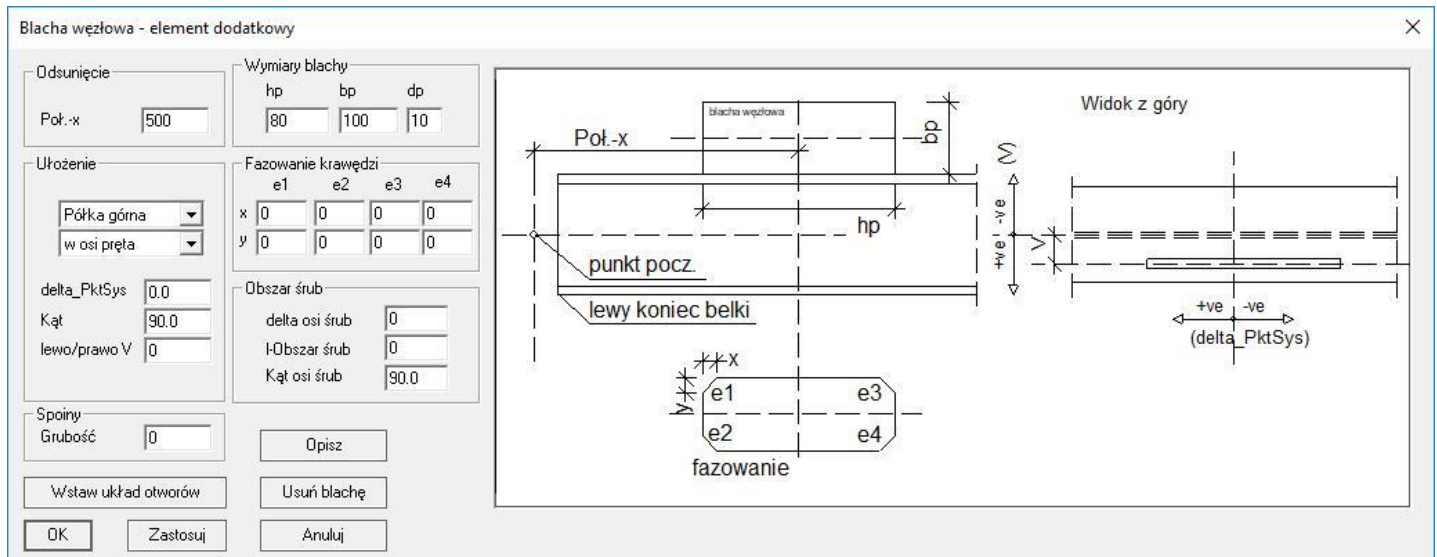 Blacha węzłowa - element dodatkowy
Odsunięcie
Poł.-x 500
Wymiary blachy
hp bp dp
80 100 10
Ułożenie
Półka górna
w osi pręta
delta_PktSys 0.0
Kąt 90.0
lewo/prawo V 0
Fazowanie krawędzi
e1 e2 e3 e4
x 0 0 0 0
y 0 0 0 0
Obszar śrub
delta osi śrub 0
l-Obszar śrub 0
Kąt osi śrub 90.0
Spoiny
Grubość 0
Opisz
Wstaw układ otworów
Usuń blachę
OK
Zastosuj
Anuluj
blacha węzłowa
Widok z góry
Poł.-x
bp
(V)
hp
+ve -ve
V
punkt pocz.
lewy koniec belki
+ve -ve
(delta_PktSys)
x
y
e1 e3
e2 e4
fazowanie